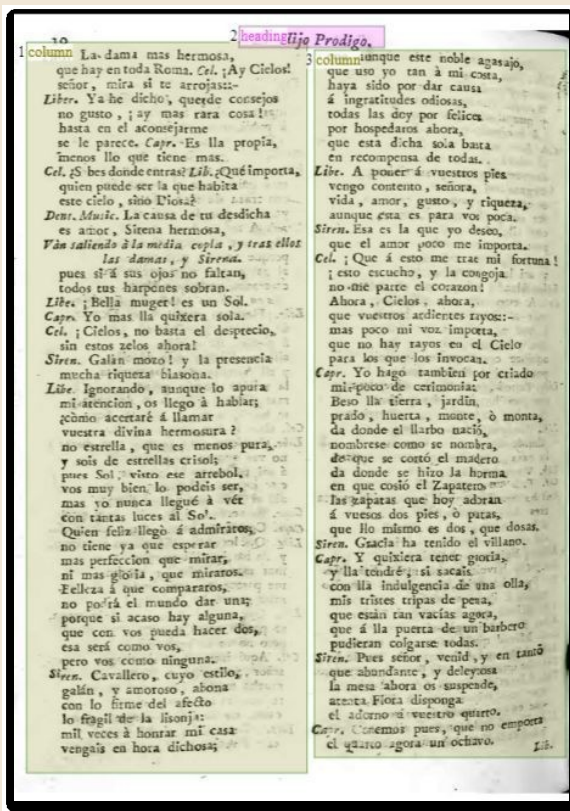 10
Hijo Prodigo.
La dama mas hermosa,
que hay en toda Roma. Cel. ¡Ay Cielos!
señor, mira si te arrojas::-
Liber. Ya he dicho, querde consejos
no gusto, ¡ay mas rara cosa!
hasta en el aconsejarme
se le parece. Capr. Es lla propia,
menos llo que tiene mas.
Cel. ¿S bes donde entras? Lib. ¿Qué importa,
quien puede ser la que habita
este cielo, sino Diosa?
Dent. Music. La causa de tu desdicha
es amor, Sirena hermosa,
Vàn saliendo à la media copla, y tras ellos
las damas, y Sirena.
pues si á sus ojos no faltan,
todos tus harpones sobran.
Libe. ¡Bella muger! es un Sol.
Capr. Yo mas lla quixera sola.
Cel. ¡Cielos, no basta el desprecio,
sin estos zelos ahora!
Siren. Galán mozo! y la presencia
mucha riqueza blasona.
Libe. Ignorando, aunque lo apura
mi atencion, os llego à hablar;
¿còmo acertaré á llamar
vuestra divina hermosura?
no estrella, que es menos pura,
y sois de estrellas crisol;
pues Sol, visto ese arrebol,
vos muy bien lo podeis ser,
mas yo nunca llegué à vér
con tantas luces al Sol.
Quien feliz llegò á admiraros,
no tiene ya que esperar
mas perfeccion que mirar,
ni mas gloria, que miraros.
Belleza à que compararos,
no podrá el mundo dar una;
porque si acaso hay alguna,
que con vos pueda hacer dos,
esa será como vos,
pero vos como ninguna.
Siren. Cavallero, cuyo estilo,
galán, y amoroso, abona
con lo firme del afecto
lo fragil de la lisonja:
mil veces à honrar mi casa
vengais en hora dichosa;
aunque este noble agasajo,
que uso yo tan à mi costa,
haya sido por dar causa
á ingratitudes odiosas,
todas las doy por felices
por hospedaros ahora,
que esta dicha sola basta
en recompensa de todas.
Libe. A poner á vuestros pies
vengo contento, señora,
vida, amor, gusto, y riqueza,
aunque esta es para vos poca.
Siren. Esa es la que yo deseo,
que el amor poco me importa.
Cel. ¡Que á esto me trae mi fortuna!
¡esto escucho, y la congoja
no me parte el corazon!
Ahora, Cielos, ahora,
que vuestros ardientes rayos::-
mas poco mi voz importa,
que no hay rayos en el Cielo
para los que los invocan.
Capr. Yo hago tambien por criado
mi poco de cerimonia:
Beso lla tierra, jardin,
prado, huerta, monte, ò monta,
da donde el llarbo nació,
nombrese como se nombra,
de que se cortó el madero
da donde se hizo la horma
en que cosió el Zapatero
las zapatas que hoy adoran
á vuesos dos pies, ò patas,
que llo mismo es dos, que dosas.
Siren. Gracia ha tenido el villano.
Capr. Y quixiera tener gloria,
y lla tendré, si sacais
con lla indulgencia de una olla,
mis tristes tripas de pena,
que están tan vacías agora,
que á lla puerta de un barbero
pudieran colgarse todas.
Siren. Pues señor, venid, y en tanto
que abundante, y deleytosa
la mesa ahora os suspende,
atenta Flora disponga
el adorno à vuestro quarto.
Capr. Cenemos pues, que no emporta
el quarto agora un ochavo.
Lib.